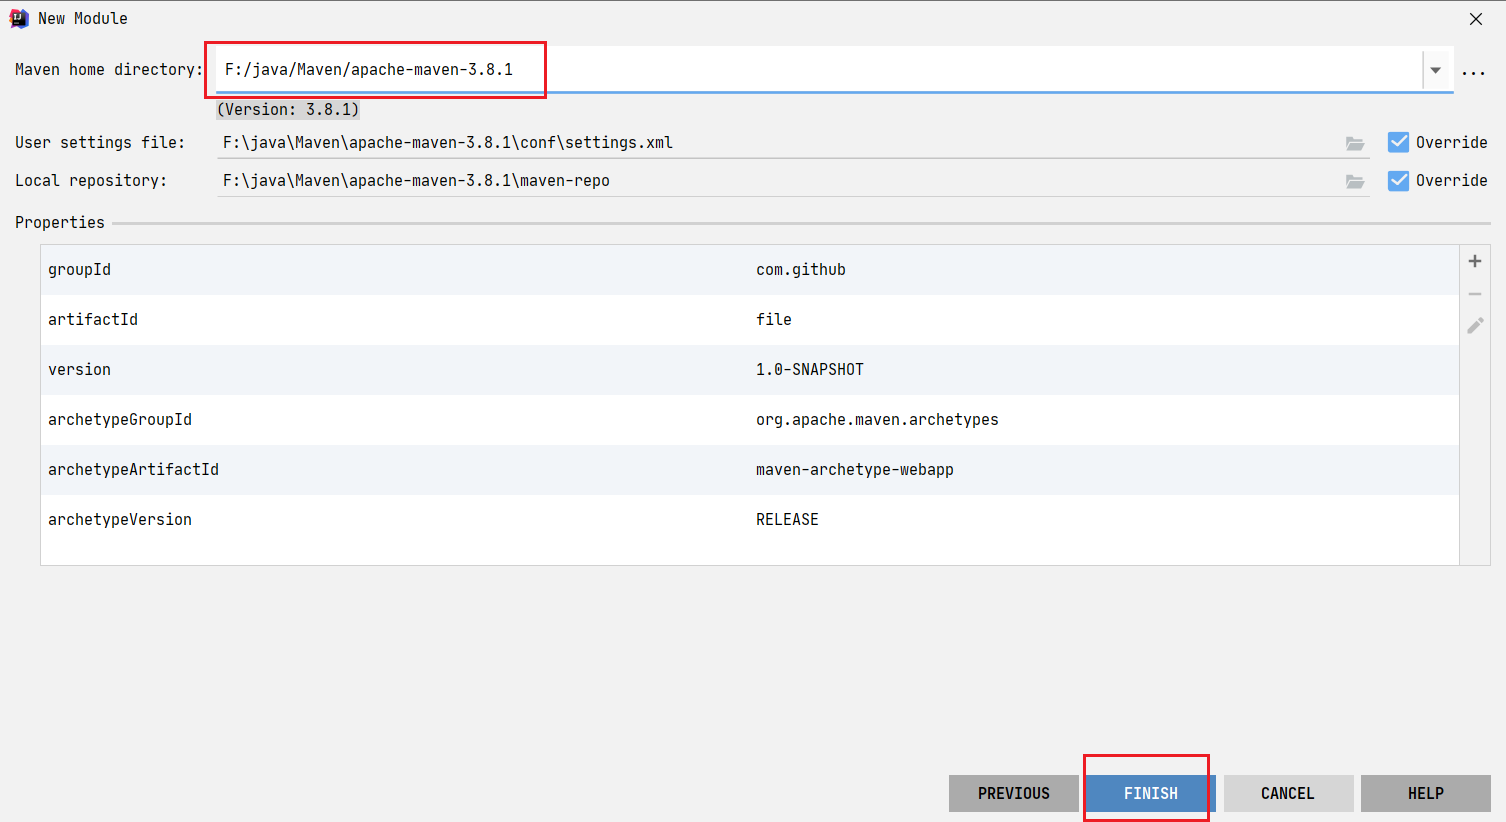 New Module
Maven home directory: F:/java/Maven/apache-maven-3.8.1 ...
(Version: 3.8.1)
User settings file: F:\java\Maven\apache-maven-3.8.1\conf\settings.xml Override
Local repository: F:\java\Maven\apache-maven-3.8.1\maven-repo Override
Properties
groupId com.github
artifactId file
version 1.0-SNAPSHOT
archetypeGroupId org.apache.maven.archetypes
archetypeArtifactId maven-archetype-webapp
archetypeVersion RELEASE
PREVIOUS FINISH CANCEL HELP